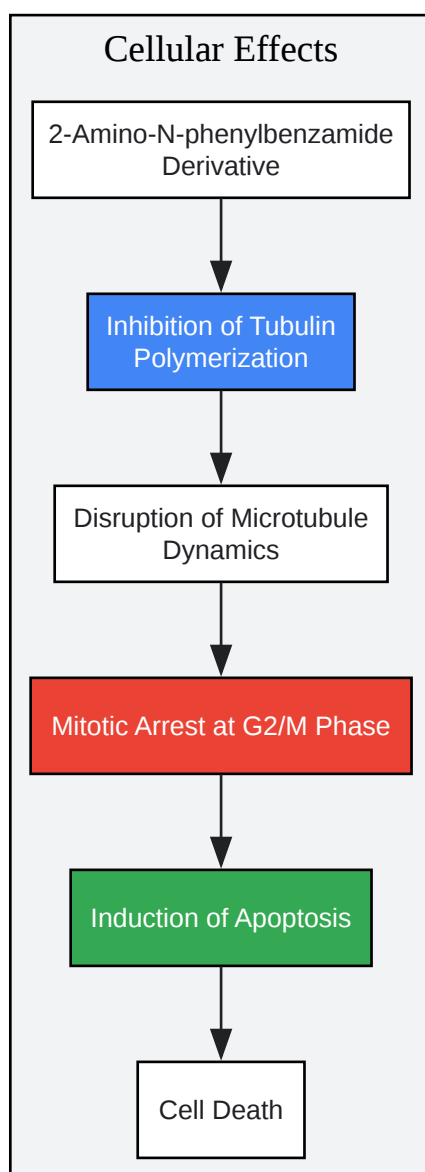 Cellular Effects
2-Amino-N-phenylbenzamide
Derivative
Inhibition of Tubulin
Polymerization
Disruption of Microtubule
Dynamics
Mitotic Arrest at G2/M Phase
Induction of Apoptosis
Cell Death